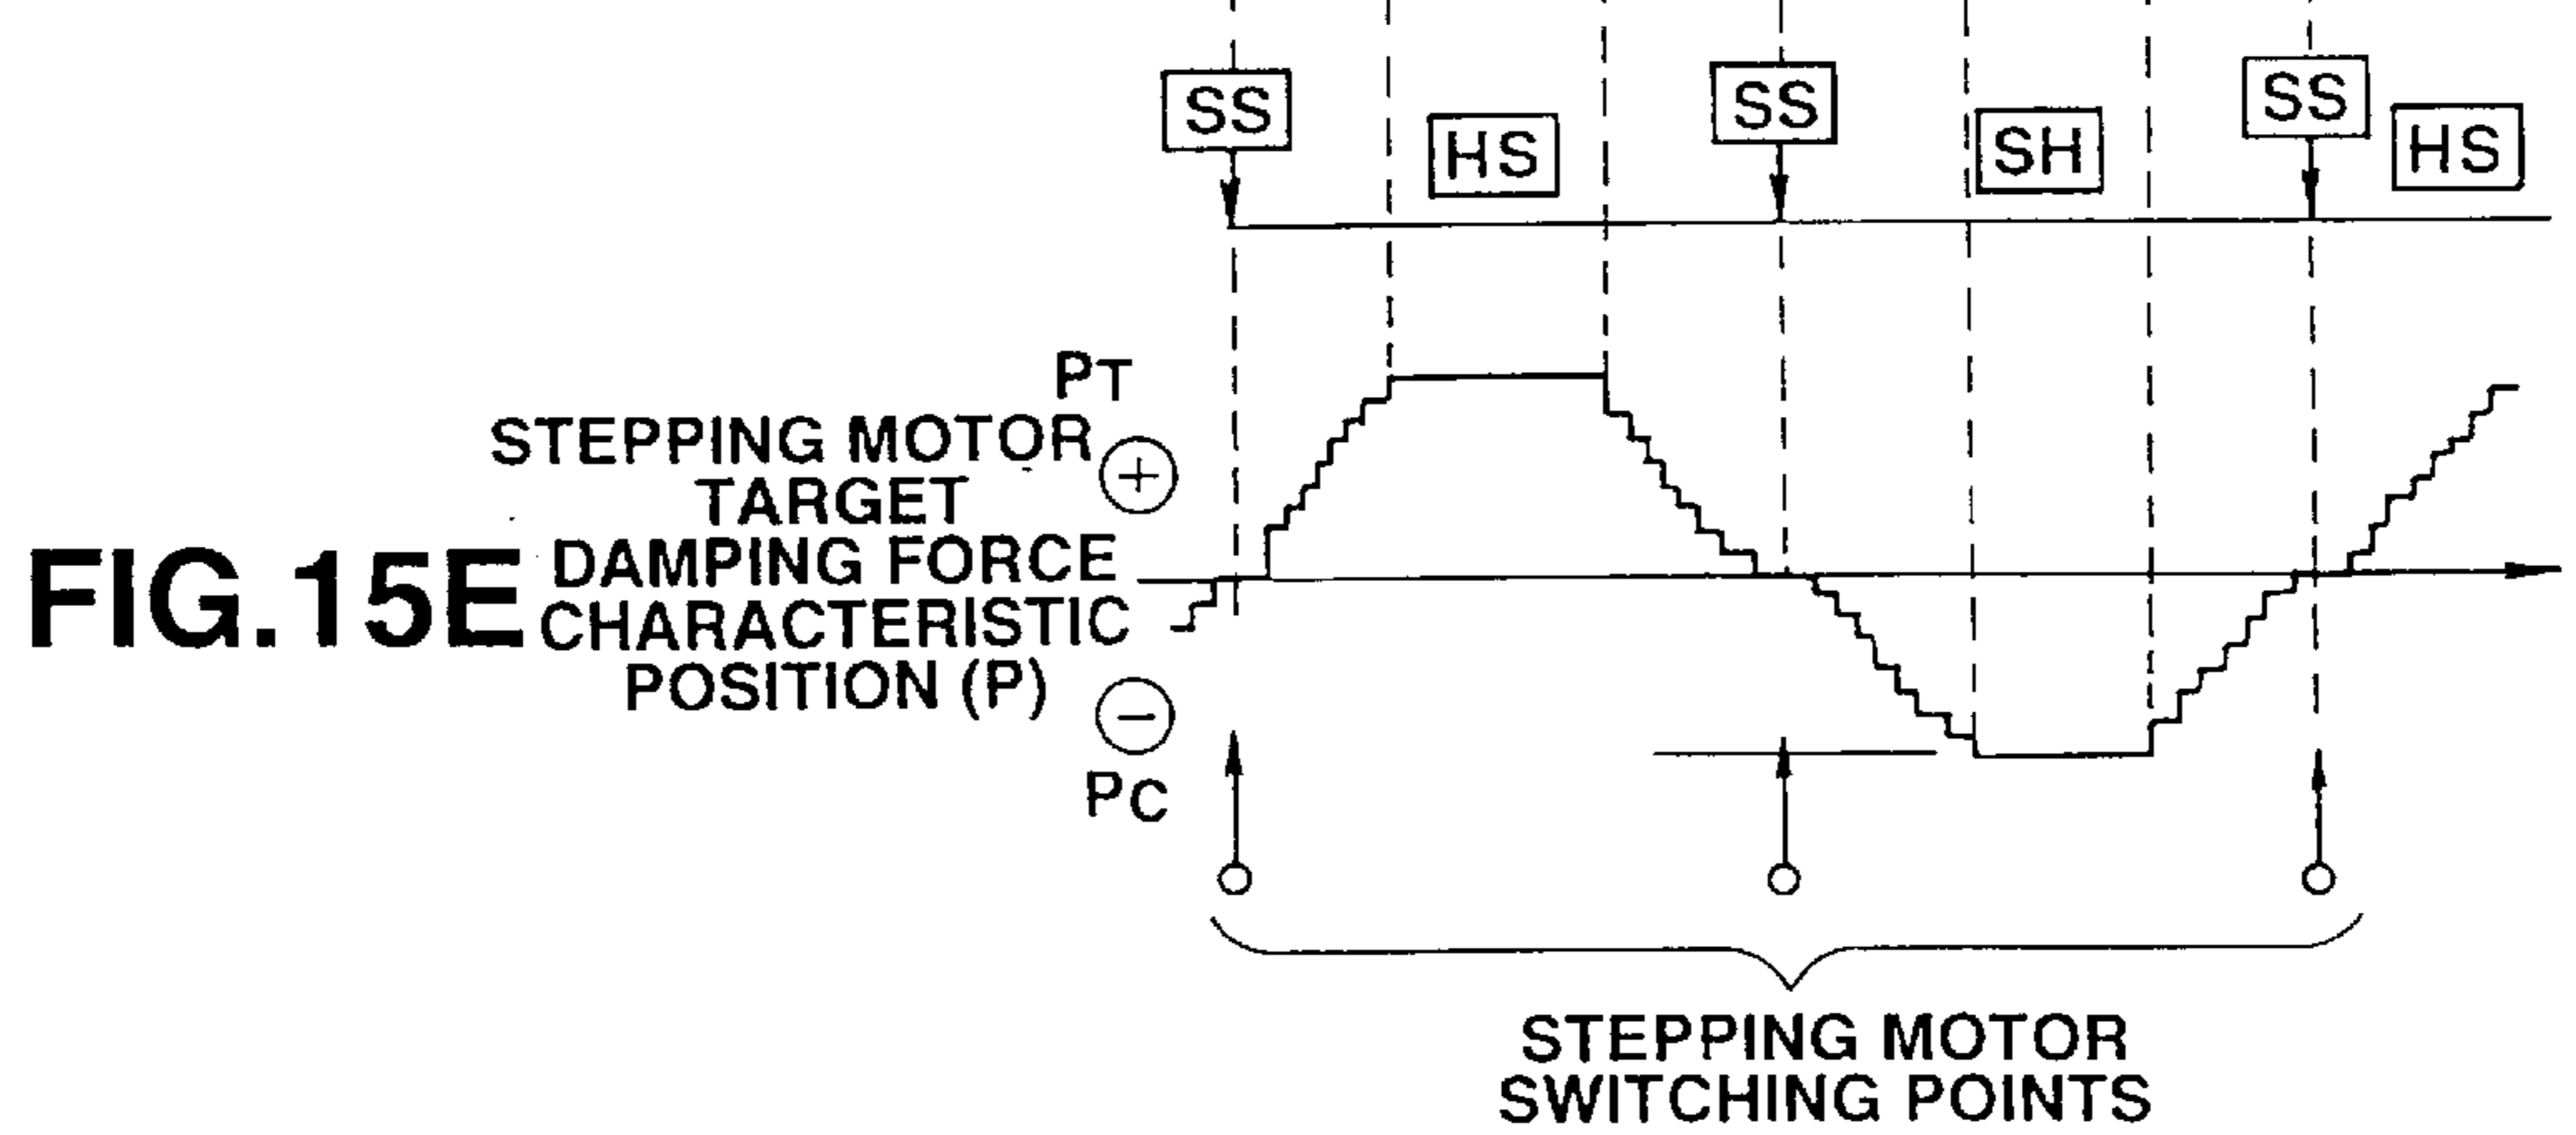 SS
SS
SS
HS
SH
HS
PT
STEPPING MOTOR
+
TARGET
FIG.15E
DAMPING FORCE
CHARACTERISTIC
POSITION (P)
−
PC
STEPPING MOTOR
SWITCHING POINTS